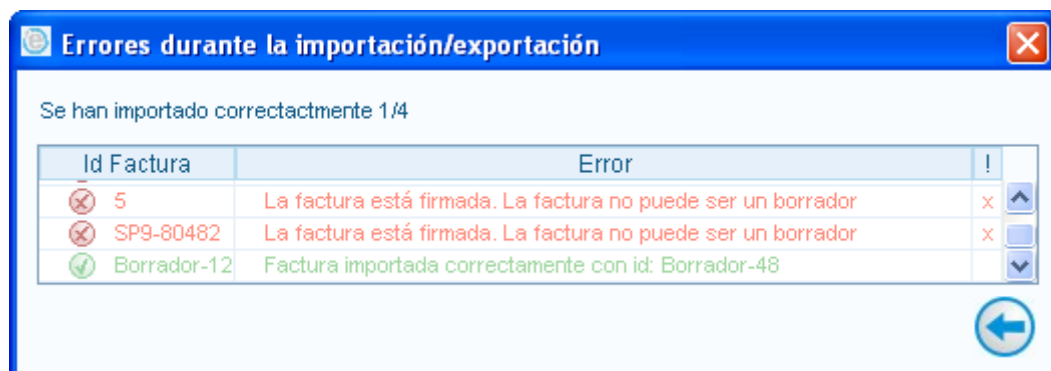 Errores durante la importación/exportación
Se han importado correctactmente 1/4
Id Factura Error !
5 La factura está firmada. La factura no puede ser un borrador x
SP9-80482 La factura está firmada. La factura no puede ser un borrador x
Borrador-12 Factura importada correctamente con id: Borrador-48